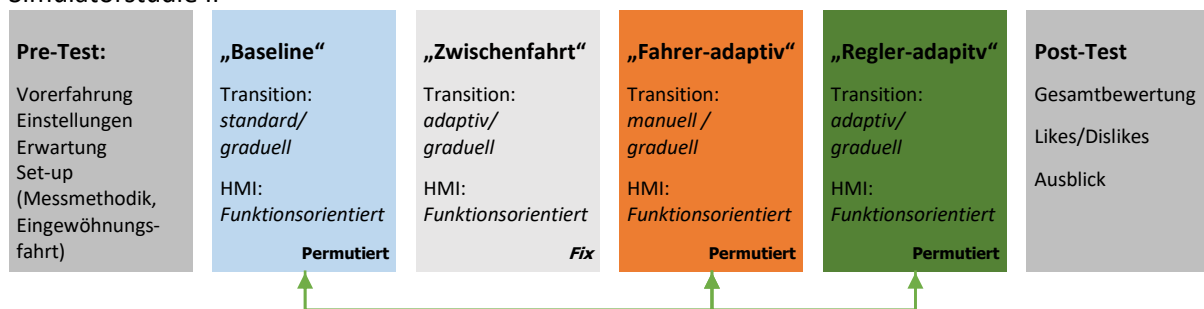 Simulatorstudie I:
Pre-Test:
Vorerfahrung
Einstellungen
Erwartung
Set-up
(Messmethodik,
Eingewöhnungs-
fahrt)
„Baseline“
Transition:
standard/
graduell
HMI:
Funktionsorientiert
Permutiert
„Zwischenfahrt“
Transition:
adaptiv/
graduell
HMI:
Funktionsorientiert
Fix
„Fahrer-adaptiv“
Transition:
manuell /
graduell
HMI:
Funktionsorientiert
Permutiert
„Regler-adapitv“
Transition:
adaptiv/
graduell
HMI:
Funktionsorientiert
Permutiert
Post-Test
Gesamtbewertung
Likes/Dislikes
Ausblick